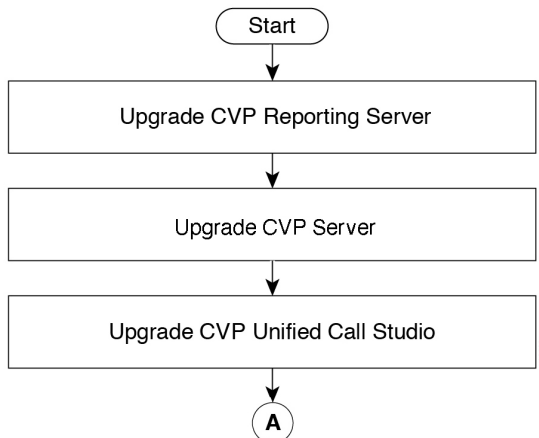 Start
Upgrade CVP Reporting Server
Upgrade CVP Server
Upgrade CVP Unified Call Studio
A